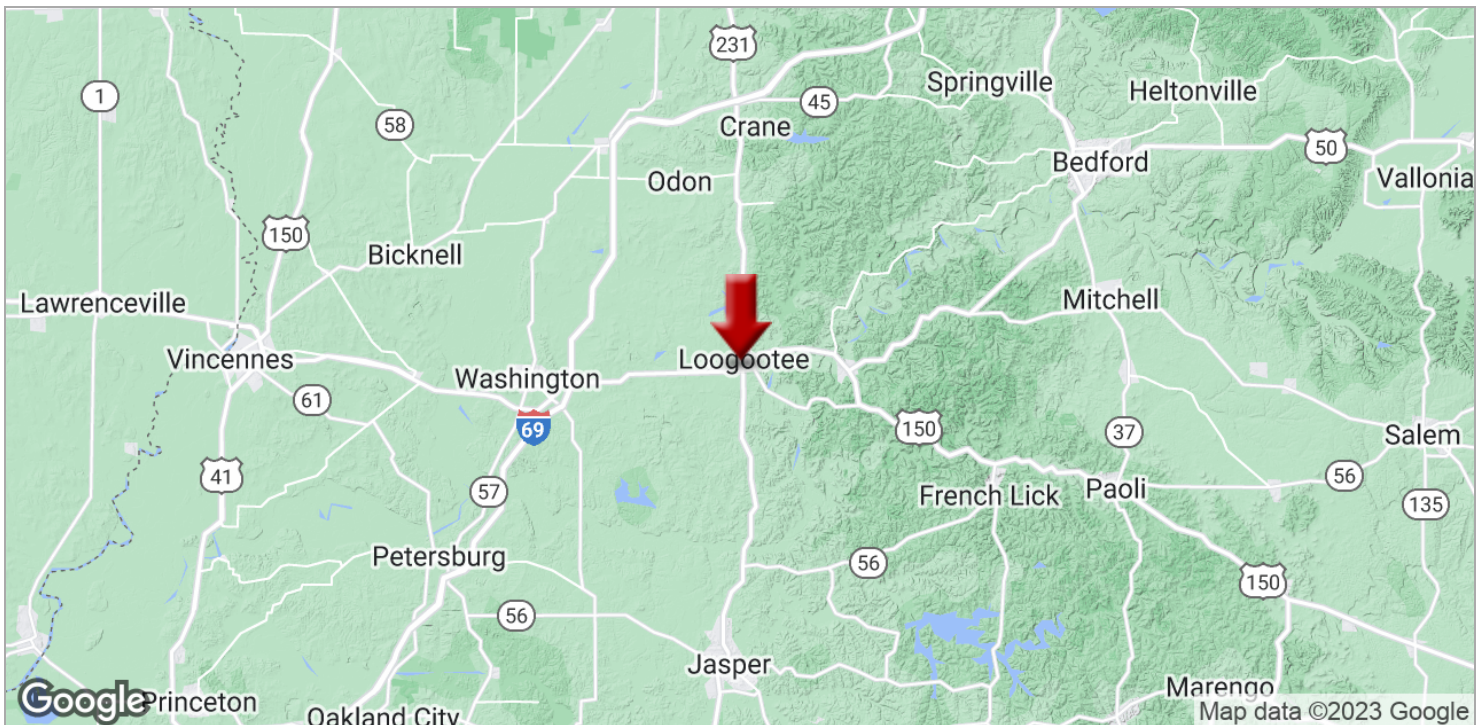 231
Springville
Heltonville
1
45
58
Crane
50
Bedford
Odon
Vallonia
150
Bicknell
Lawrenceville
Mitchell
Vincennes
Loogootee
Washington
61
69
150
37
Salem
41
57
French Lick
Paoli
56
135
Petersburg
56
150
56
Jasper
Marengo
Google
Princeton
Oakland City
Map data ©2023 Google